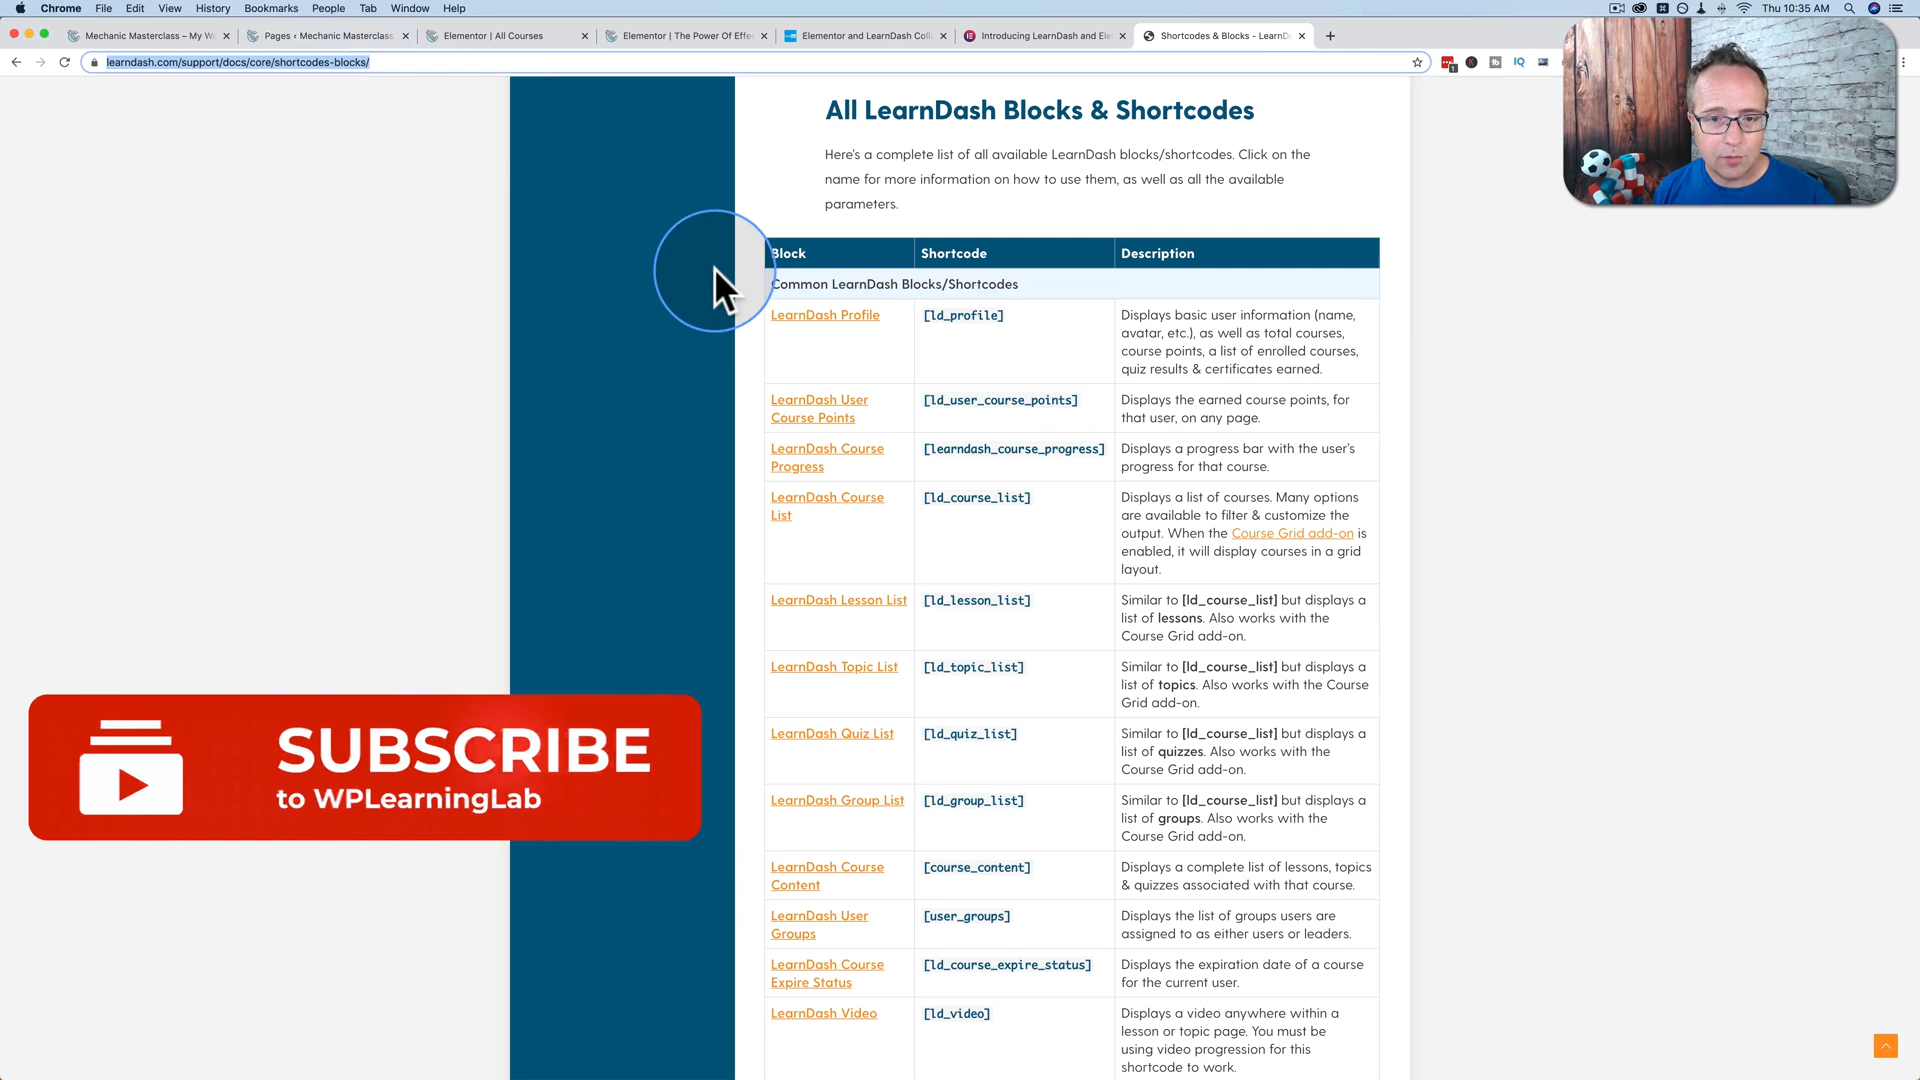 Chrome File Edit View History Bookmarks People Tab Window Help Thu 10:35 AM
Mechanic Masterclass – My Wo
Pages ‹ Mechanic Masterclass
Elementor | All Courses
Elementor | The Power Of Effec
Elementor and LearnDash Colla
Introducing LearnDash and Ele
Shortcodes & Blocks - LearnD
learndash.com/support/docs/core/shortcodes-blocks/
All LearnDash Blocks & Shortcodes
Here's a complete list of all available LearnDash blocks/shortcodes. Click on the
name for more information on how to use them, as well as all the available
parameters.
Block Shortcode Description
Common LearnDash Blocks/Shortcodes
LearnDash Profile [ld_profile] Displays basic user information (name,
avatar, etc.), as well as total courses,
course points, a list of enrolled courses,
quiz results & certificates earned.
LearnDash User [ld_user_course_points] Displays the earned course points, for
Course Points that user, on any page.
LearnDash Course [learndash_course_progress] Displays a progress bar with the user's
Progress progress for that course.
LearnDash Course [ld_course_list] Displays a list of courses. Many options
List are available to filter & customize the
output. When the Course Grid add-on is
enabled, it will display courses in a grid
layout.
LearnDash Lesson List [ld_lesson_list] Similar to [ld_course_list] but displays a
list of lessons. Also works with the
Course Grid add-on.
LearnDash Topic List [ld_topic_list] Similar to [ld_course_list] but displays a
list of topics. Also works with the Course
Grid add-on.
LearnDash Quiz List [ld_quiz_list] Similar to [ld_course_list] but displays a
list of quizzes. Also works with the
Course Grid add-on.
LearnDash Group List [ld_group_list] Similar to [ld_course_list] but displays a
list of groups. Also works with the
Course Grid add-on.
LearnDash Course [course_content] Displays a complete list of lessons, topics
Content & quizzes associated with that course.
LearnDash User [user_groups] Displays the list of groups users are
Groups assigned to as either users or leaders.
LearnDash Course [ld_course_expire_status] Displays the expiration date of a course
Expire Status for the current user.
LearnDash Video [ld_video] Displays a video anywhere within a
lesson or topic page. You must be
using video progression for this
shortcode to work.
SUBSCRIBE
to WPLearningLab